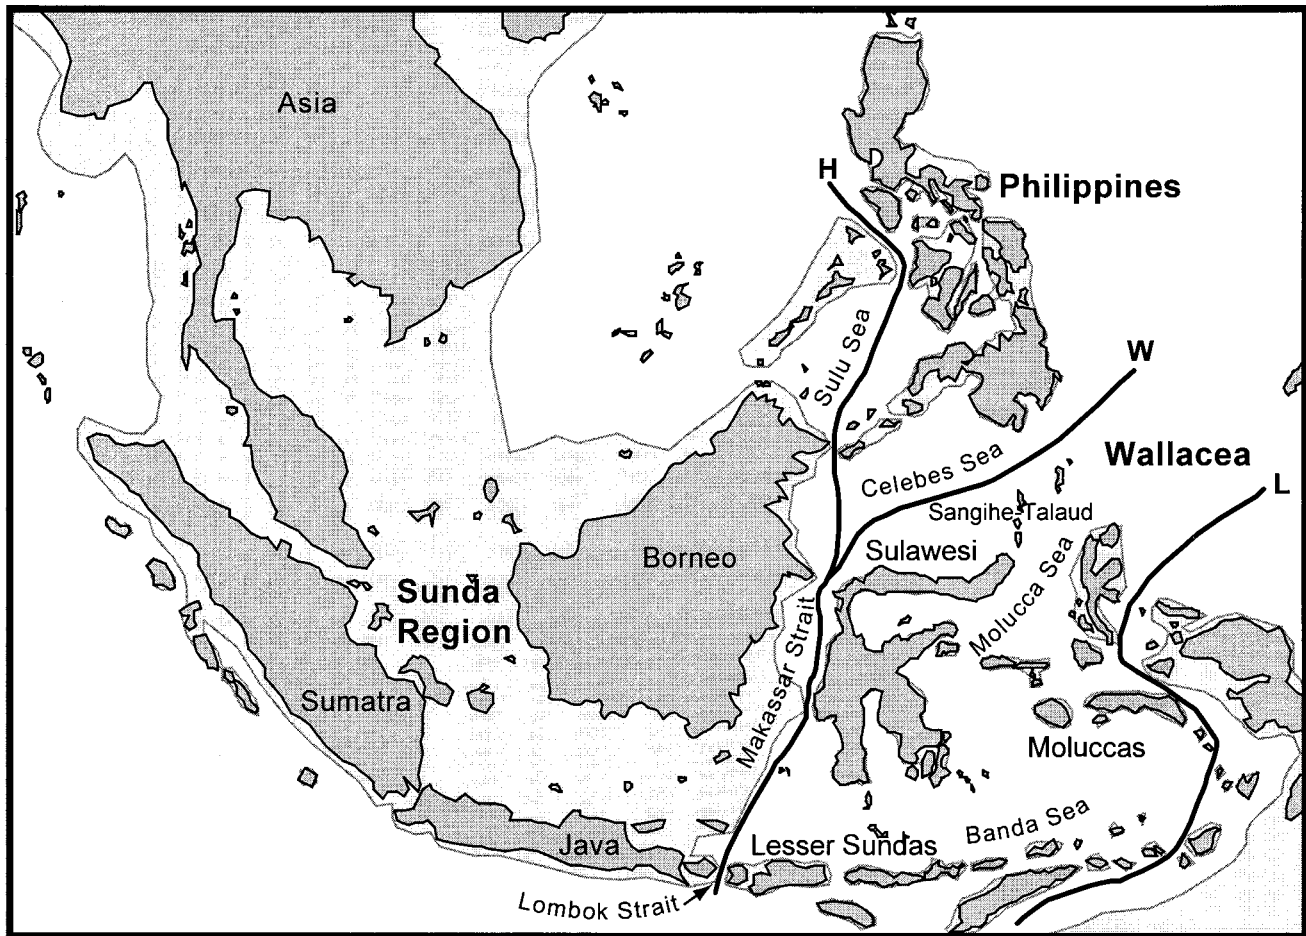 Asia
H
Philippines
Sulu Sea
W
Wallacea
Celebes Sea
L
Sangihe-Talaud
Borneo
Sulawesi
Sunda
Region
Molucca Sea
Makassar Strait
Sumatra
Moluccas
Banda Sea
Java
Lesser Sundas
Lombok Strait